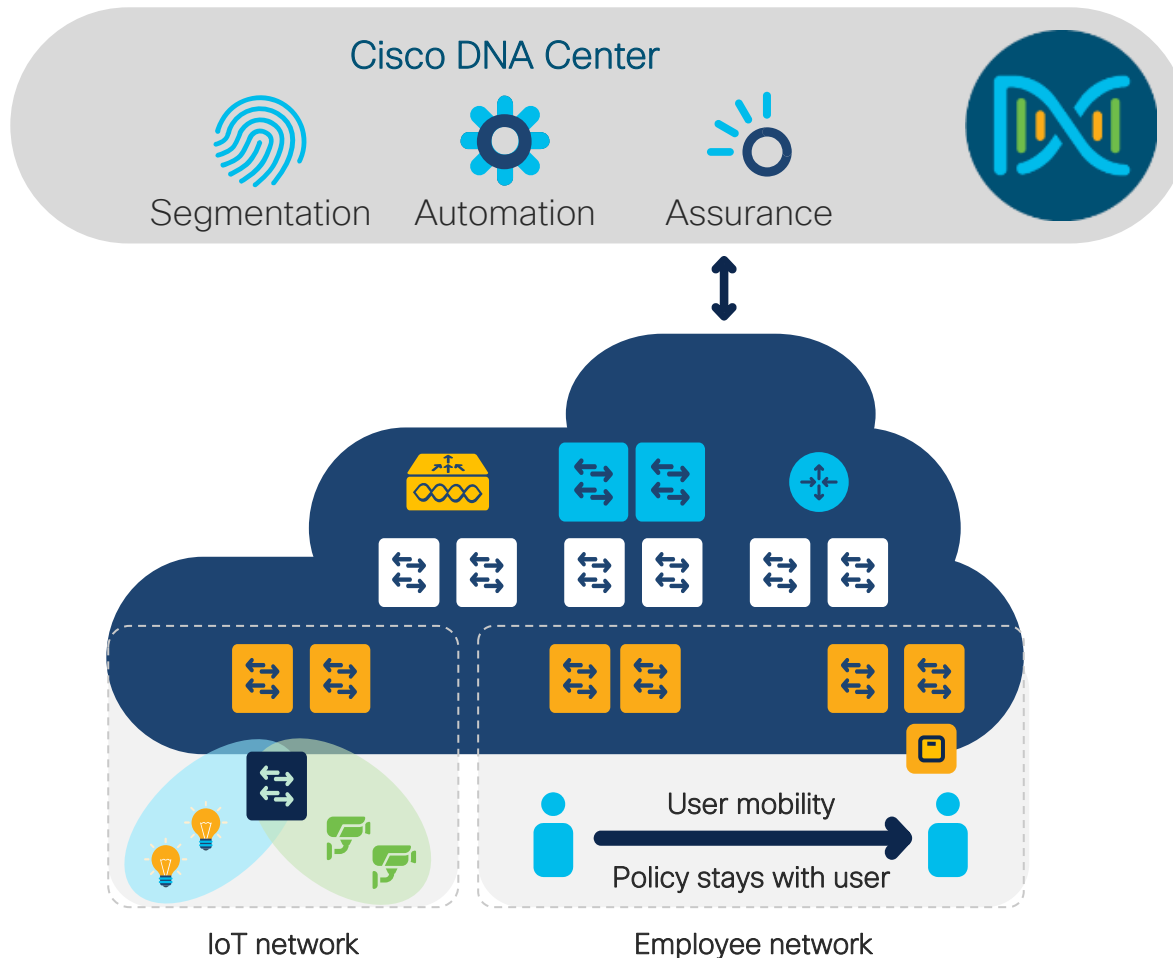 Cisco DNA Center
Segmentation
Automation
Assurance
User mobility
Policy stays with user
IoT network
Employee network